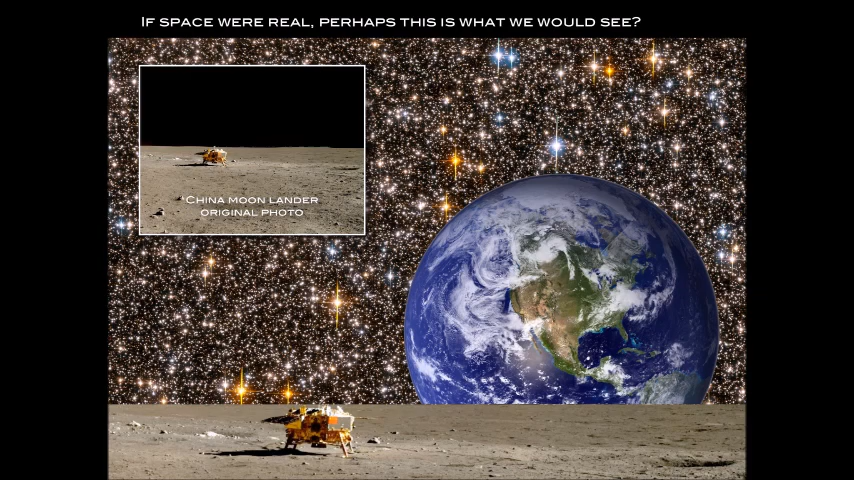 If space were real, perhaps this is what we would see?
*China moon lander
original photo